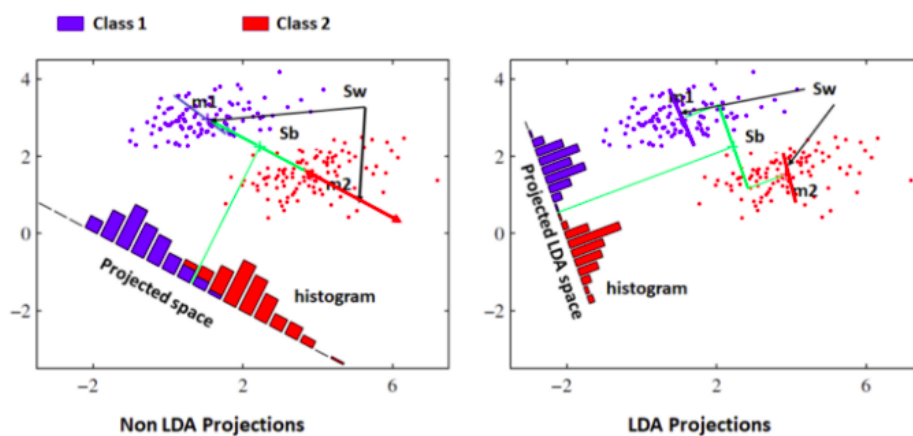 Class 1
Class 2
4
2
0
−2
−2
2
6
m1
Sw
Sb
m2
Projected space
histogram
Non LDA Projections
4
2
0
−2
−2
2
6
m1
Sw
Sb
m2
Projected LDA space
histogram
LDA Projections